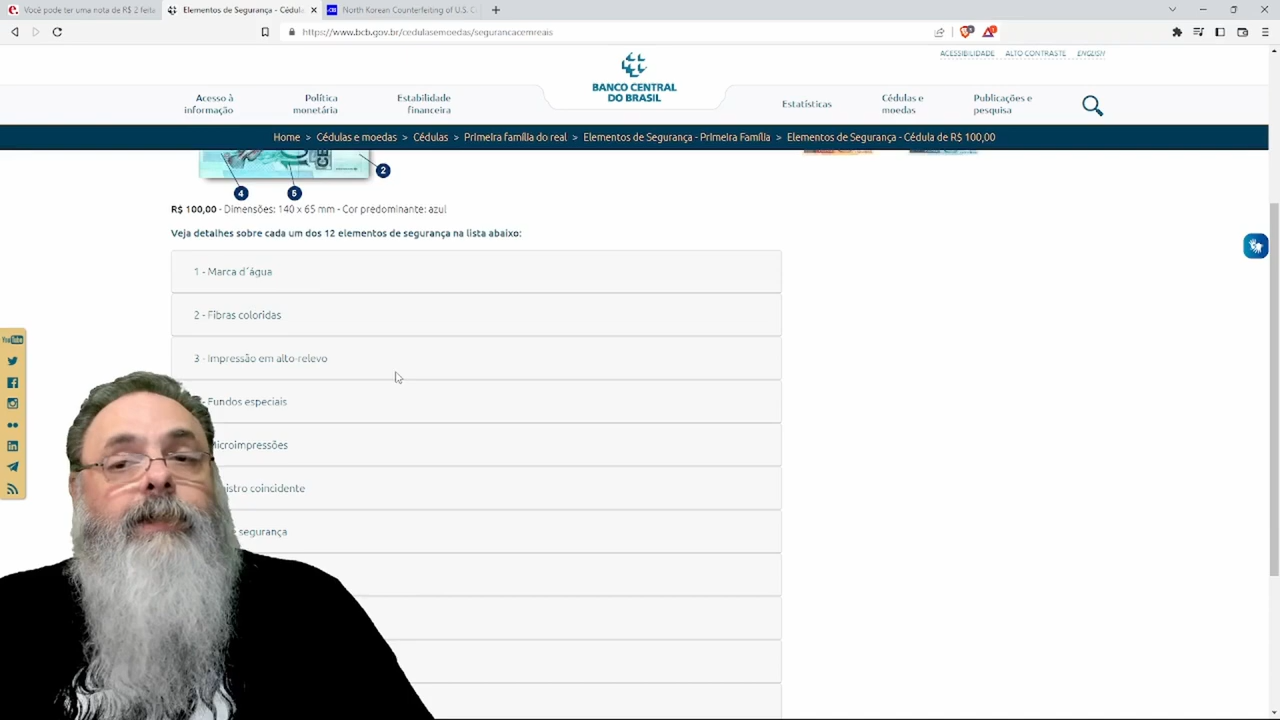 Você pode ter uma nota de R$ 2 feita
Elementos de Segurança - Cédula
North Korean Counterfeiting of U.S. C
https://www.bcb.gov.br/cedulasemoedas/segurancacemreais
ACESSIBILIDADE ALTO CONTRASTE ENGLISH
BANCO CENTRAL
DO BRASIL
Acesso à
informação
Política
monetária
Estabilidade
financeira
Estatísticas
Cédulas e
moedas
Publicações e
pesquisa
Home > Cédulas e moedas > Cédulas > Primeira família do real > Elementos de Segurança - Primeira Família > Elementos de Segurança - Cédula de R$ 100,00
2
4 5
R$ 100,00 - Dimensões: 140 x 65 mm - Cor predominante: azul
Veja detalhes sobre cada um dos 12 elementos de segurança na lista abaixo:
1 - Marca d´água
2 - Fibras coloridas
3 - Impressão em alto-relevo
- Fundos especiais
Microimpressões
istro coincidente
segurança
You Tube